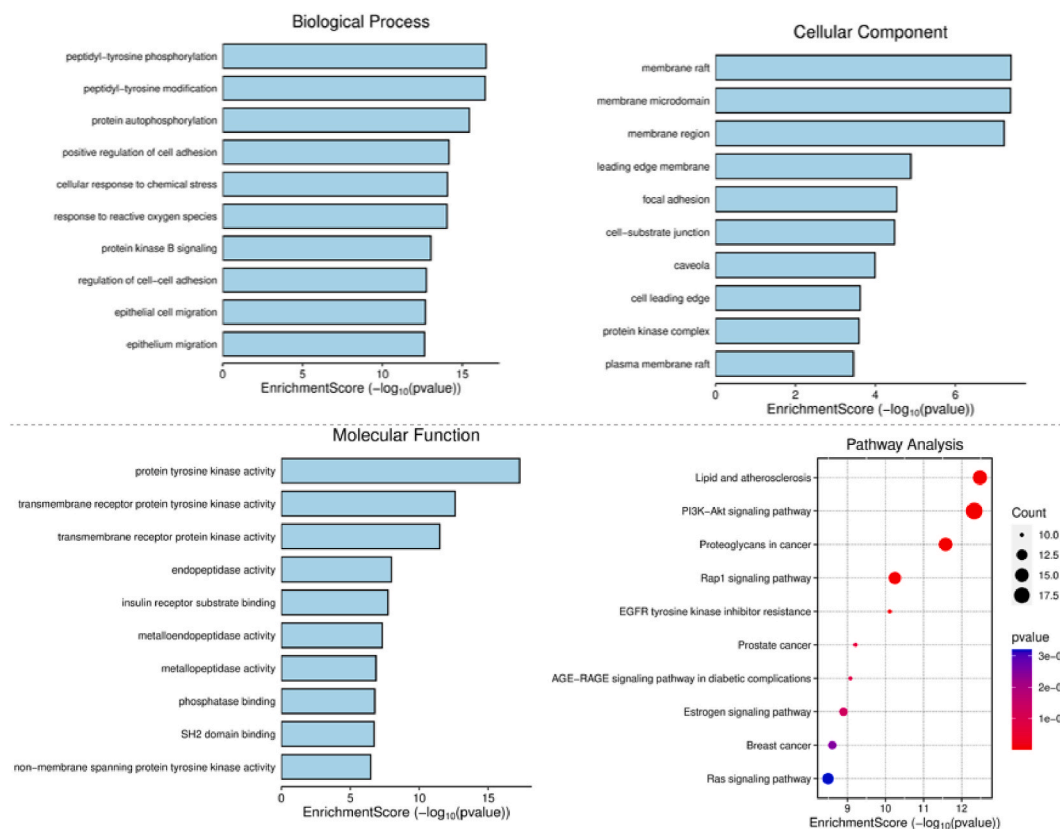 Biological Process
peptidyl-tyrosine phosphorylation
peptidyl-tyrosine modification
protein autophosphorylation
positive regulation of cell adhesion
cellular response to chemical stress
response to reactive oxygen species
protein kinase B signaling
regulation of cell-cell adhesion
epithelial cell migration
epithelium migration
0 5 10 15
EnrichmentScore (-log10(pvalue))
Cellular Component
membrane raft
membrane microdomain
membrane region
leading edge membrane
focal adhesion
cell-substrate junction
caveola
cell leading edge
protein kinase complex
plasma membrane raft
0 2 4 6
EnrichmentScore (-log10(pvalue))
Molecular Function
protein tyrosine kinase activity
transmembrane receptor protein tyrosine kinase activity
transmembrane receptor protein kinase activity
endopeptidase activity
insulin receptor substrate binding
metalloendopeptidase activity
metallopeptidase activity
phosphatase binding
SH2 domain binding
non-membrane spanning protein tyrosine kinase activity
0 5 10 15
EnrichmentScore (-log10(pvalue))
Pathway Analysis
Lipid and atherosclerosis
PI3K-Akt signaling pathway
Proteoglycans in cancer
Rap1 signaling pathway
EGFR tyrosine kinase inhibitor resistance
Prostate cancer
AGE-RAGE signaling pathway in diabetic complications
Estrogen signaling pathway
Breast cancer
Ras signaling pathway
9 10 11 12
EnrichmentScore (-log10(pvalue))
Count
10.0
12.5
15.0
17.5
pvalue
3e-0
2e-0
1e-0